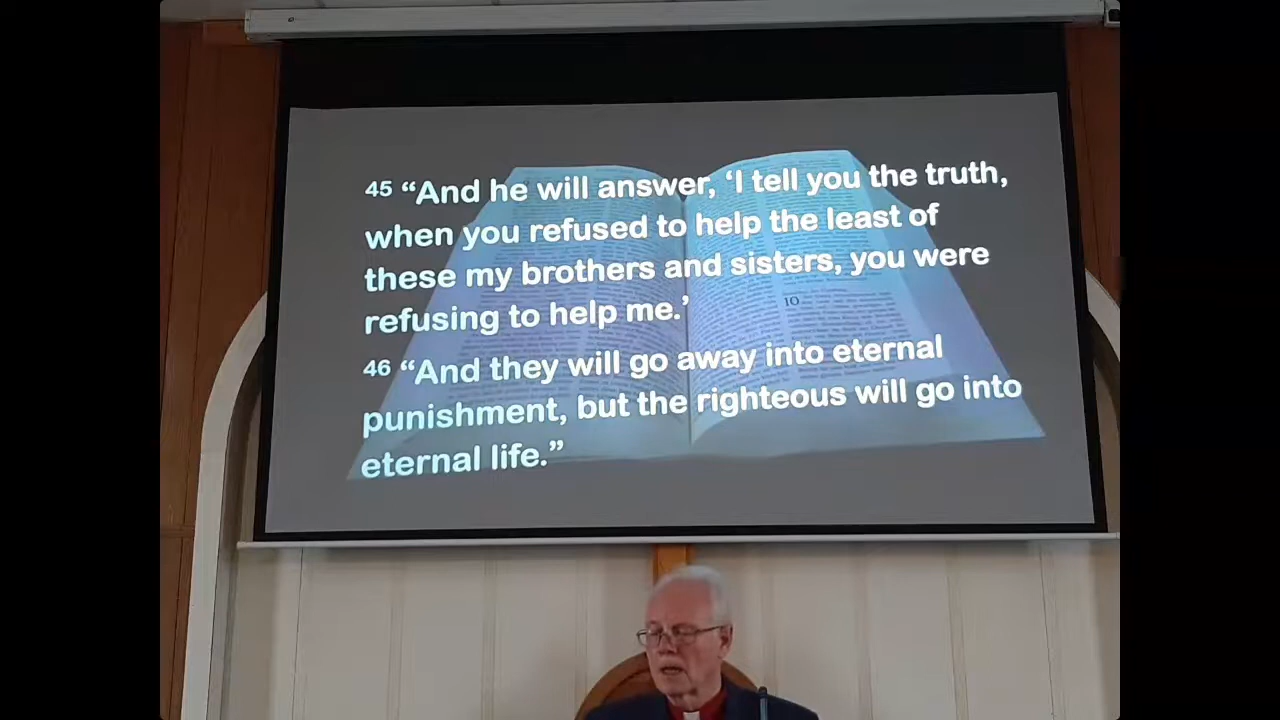 45 “And he will answer, ‘I tell you the truth,
when you refused to help the least of
these my brothers and sisters, you were
refusing to help me.’
46 “And they will go away into eternal
punishment, but the righteous will go into
eternal life.”
10